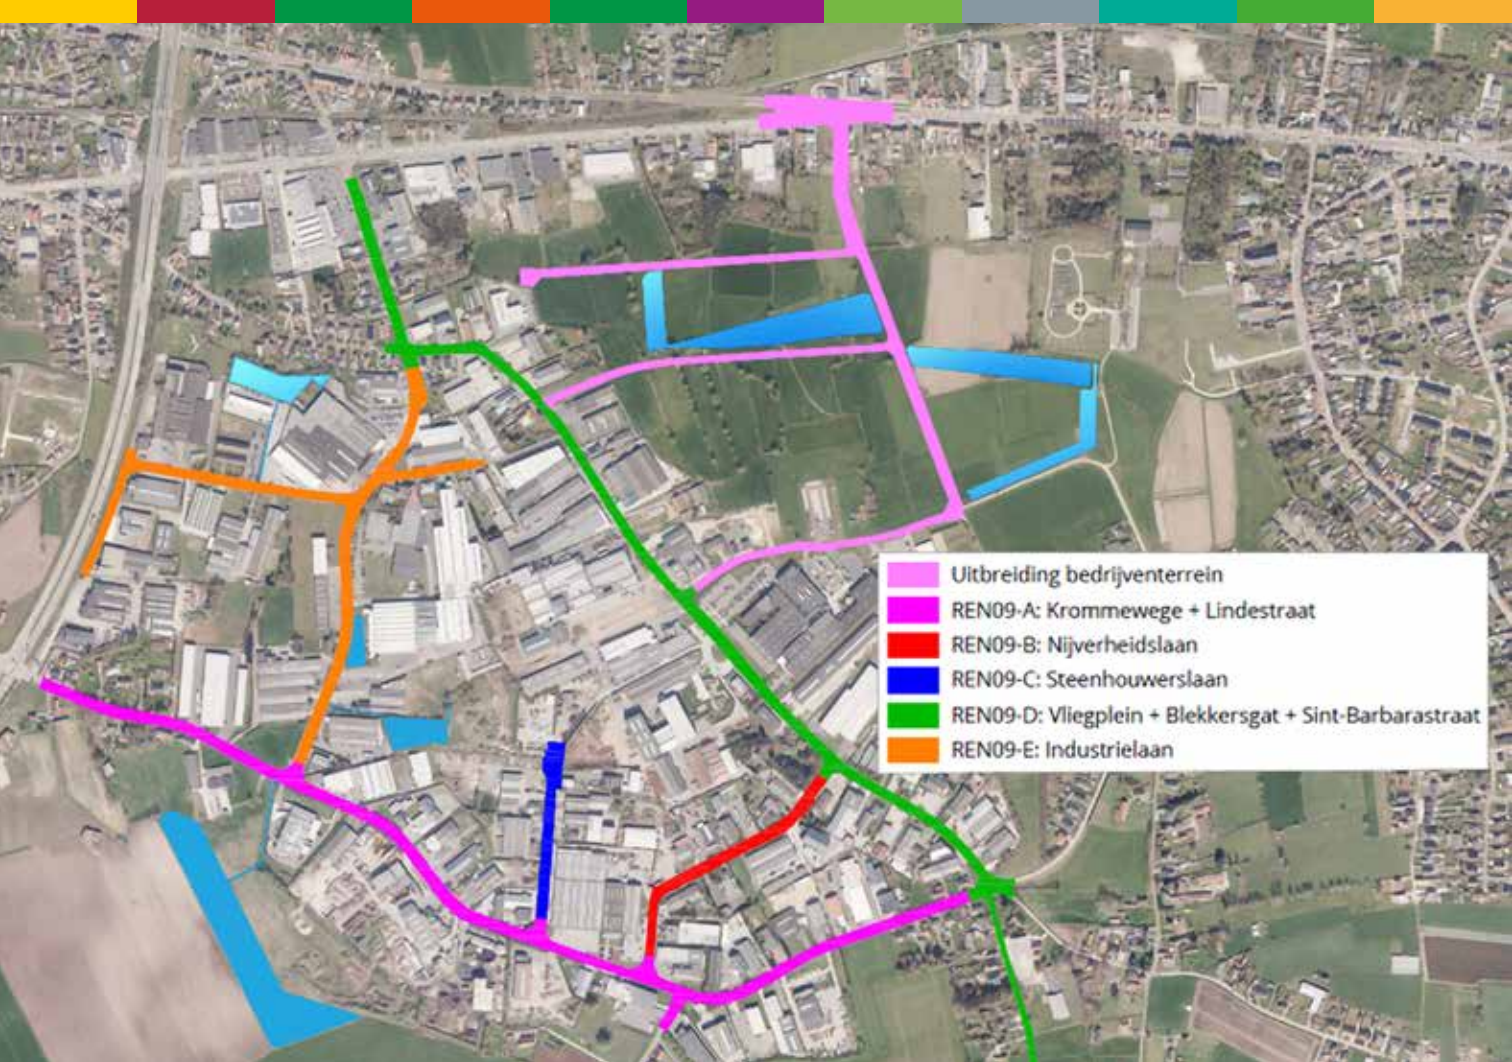 Uitbreiding bedrijventerrein
REN09-A: Krommewege + Lindestraat
REN09-B: Nijverheidslaan
REN09-C: Steenhouwerslaan
REN09-D: Vliegplein + Blekkersgat + Sint-Barbarastraat
REN09-E: Industrielaan